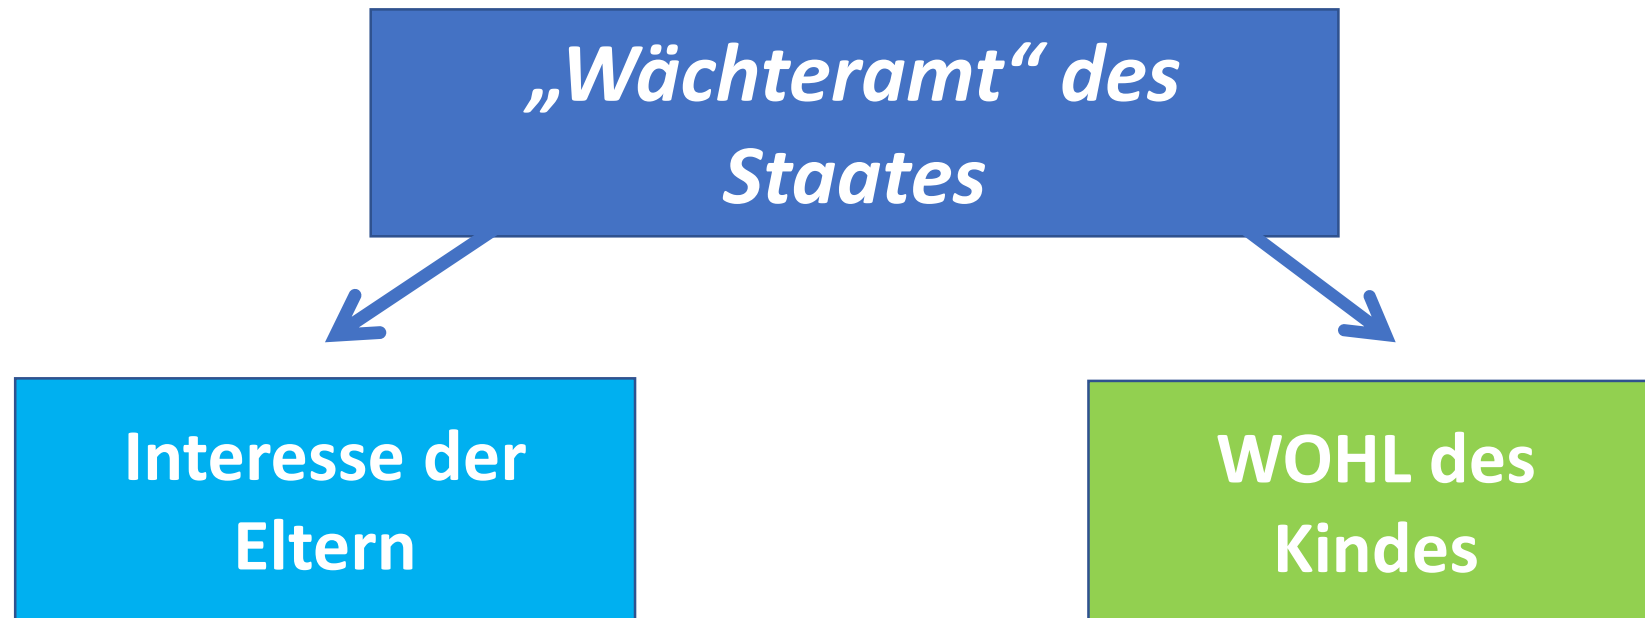 „Wächteramt“ des
Staates
Interesse der
Eltern
WOHL des
Kindes